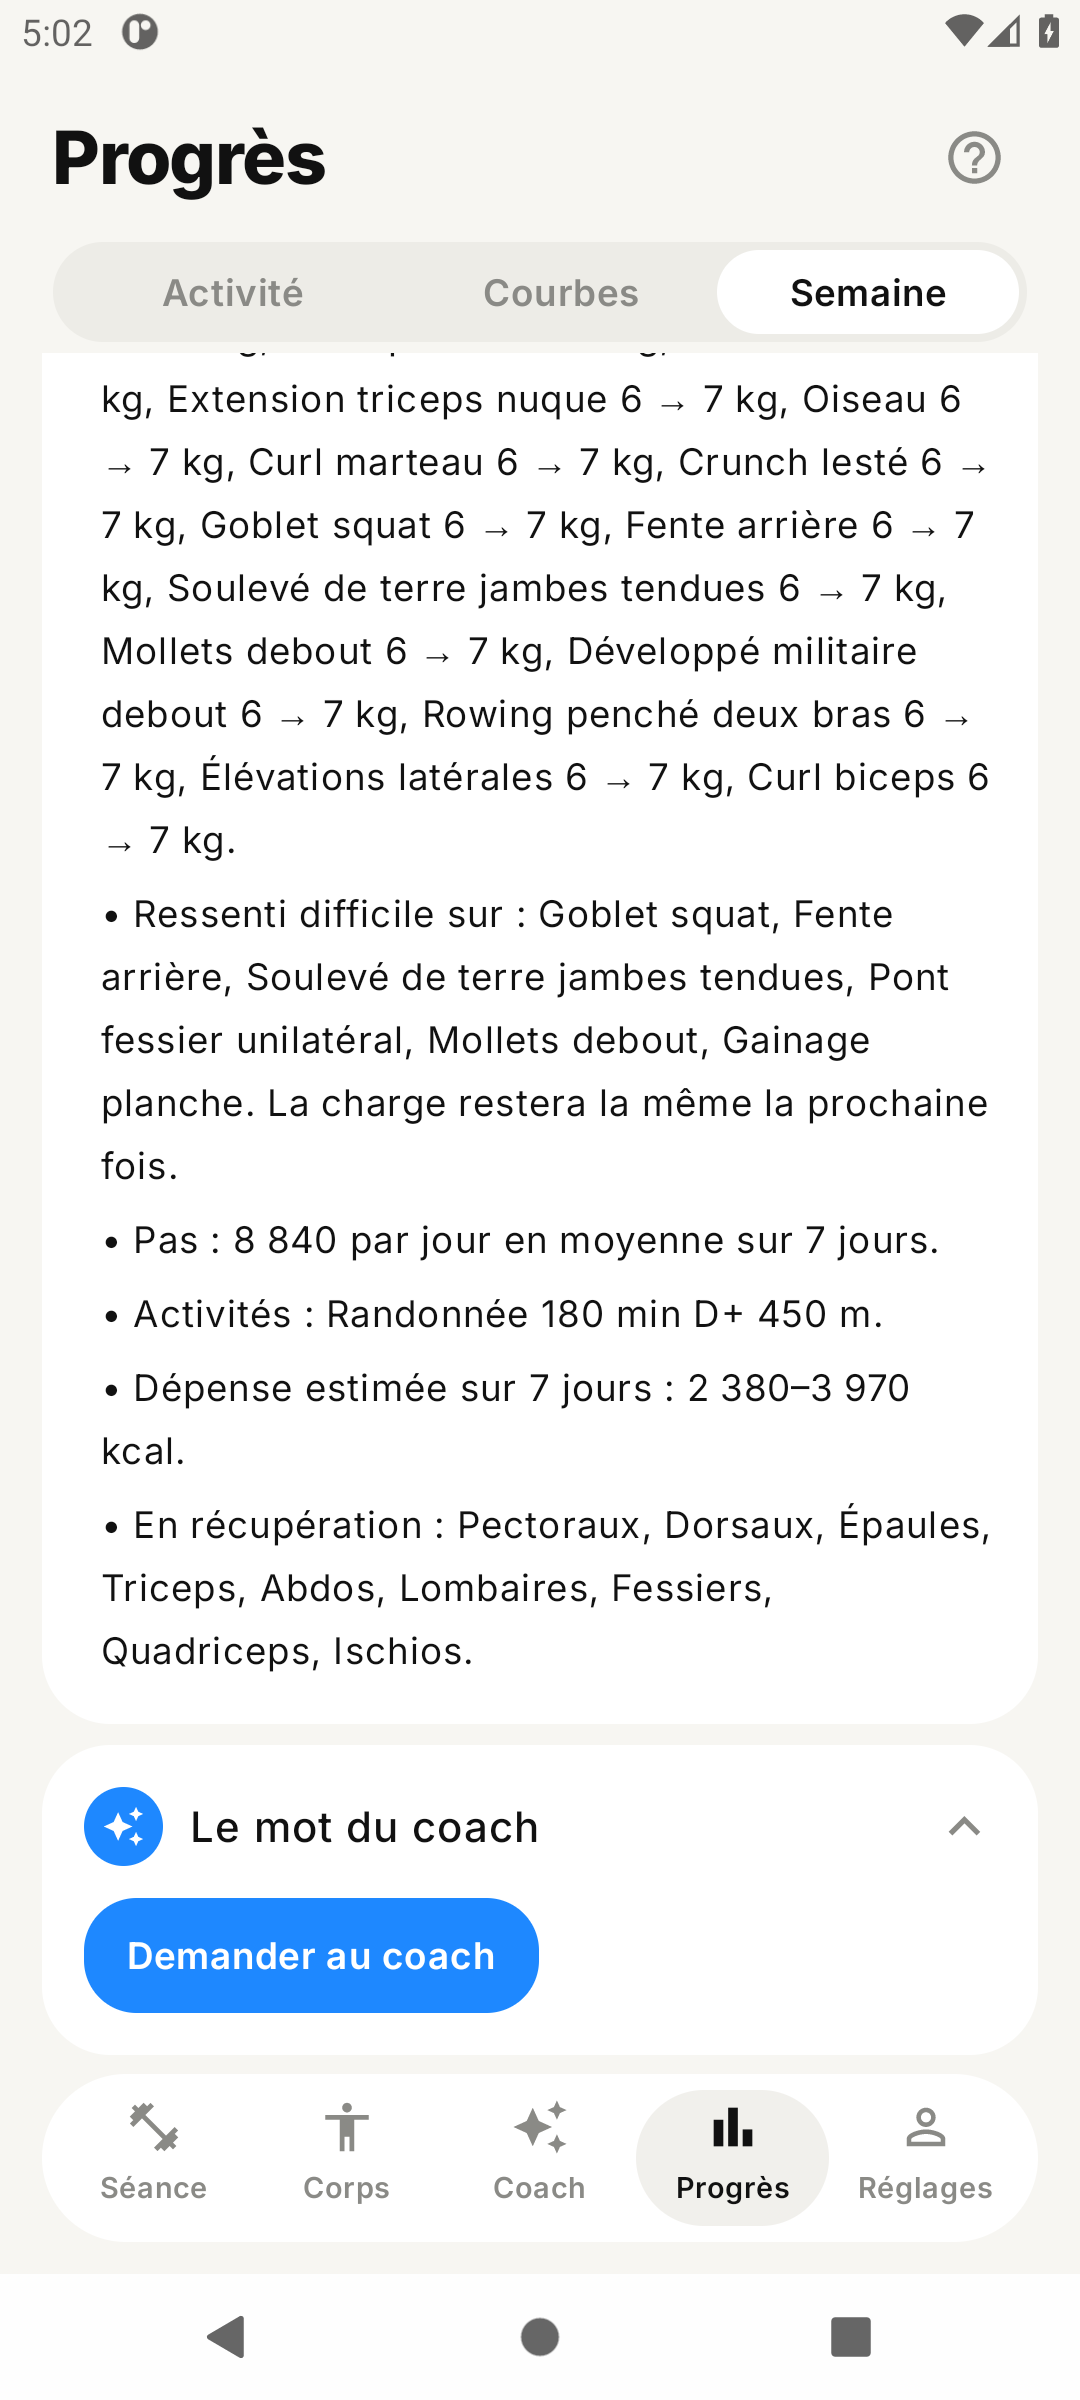 5:02
Progrès
Activité
Courbes
Semaine
kg, Extension triceps nuque 6 → 7 kg, Oiseau 6
→ 7 kg, Curl marteau 6 → 7 kg, Crunch lesté 6 →
7 kg, Goblet squat 6 → 7 kg, Fente arrière 6 → 7
kg, Soulevé de terre jambes tendues 6 → 7 kg,
Mollets debout 6 → 7 kg, Développé militaire
debout 6 → 7 kg, Rowing penché deux bras 6 →
7 kg, Élévations latérales 6 → 7 kg, Curl biceps 6
→ 7 kg.
• Ressenti difficile sur : Goblet squat, Fente
arrière, Soulevé de terre jambes tendues, Pont
fessier unilatéral, Mollets debout, Gainage
planche. La charge restera la même la prochaine
fois.
• Pas : 8 840 par jour en moyenne sur 7 jours.
• Activités : Randonnée 180 min D+ 450 m.
• Dépense estimée sur 7 jours : 2 380–3 970
kcal.
• En récupération : Pectoraux, Dorsaux, Épaules,
Triceps, Abdos, Lombaires, Fessiers,
Quadriceps, Ischios.
Le mot du coach
Demander au coach
Séance
Corps
Coach
Progrès
Réglages